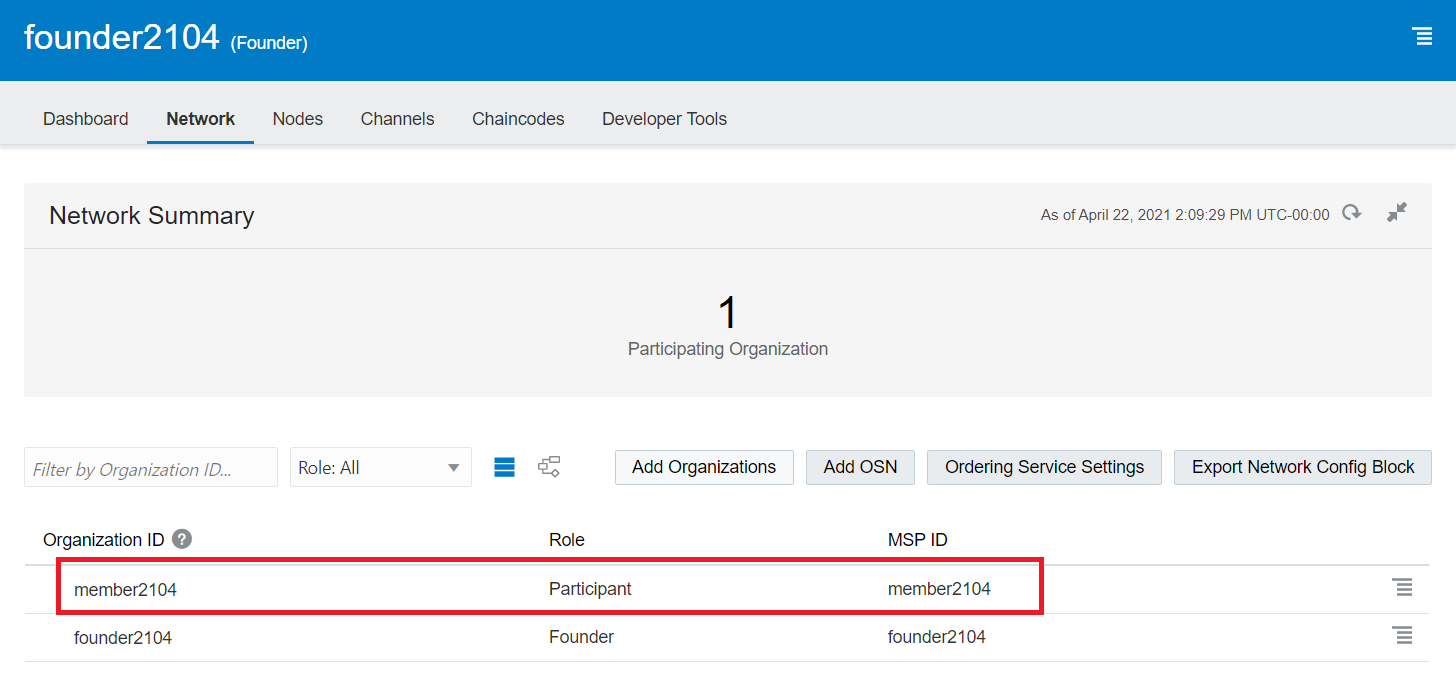 founder2104 (Founder)
Dashboard Network Nodes Channels Chaincodes Developer Tools
Network Summary As of April 22, 2021 2:09:29 PM UTC-00:00
1
Participating Organization
Filter by Organization ID... Role: All Add Organizations Add OSN Ordering Service Settings Export Network Config Block
Organization ID ? Role MSP ID
member2104 Participant member2104
founder2104 Founder founder2104